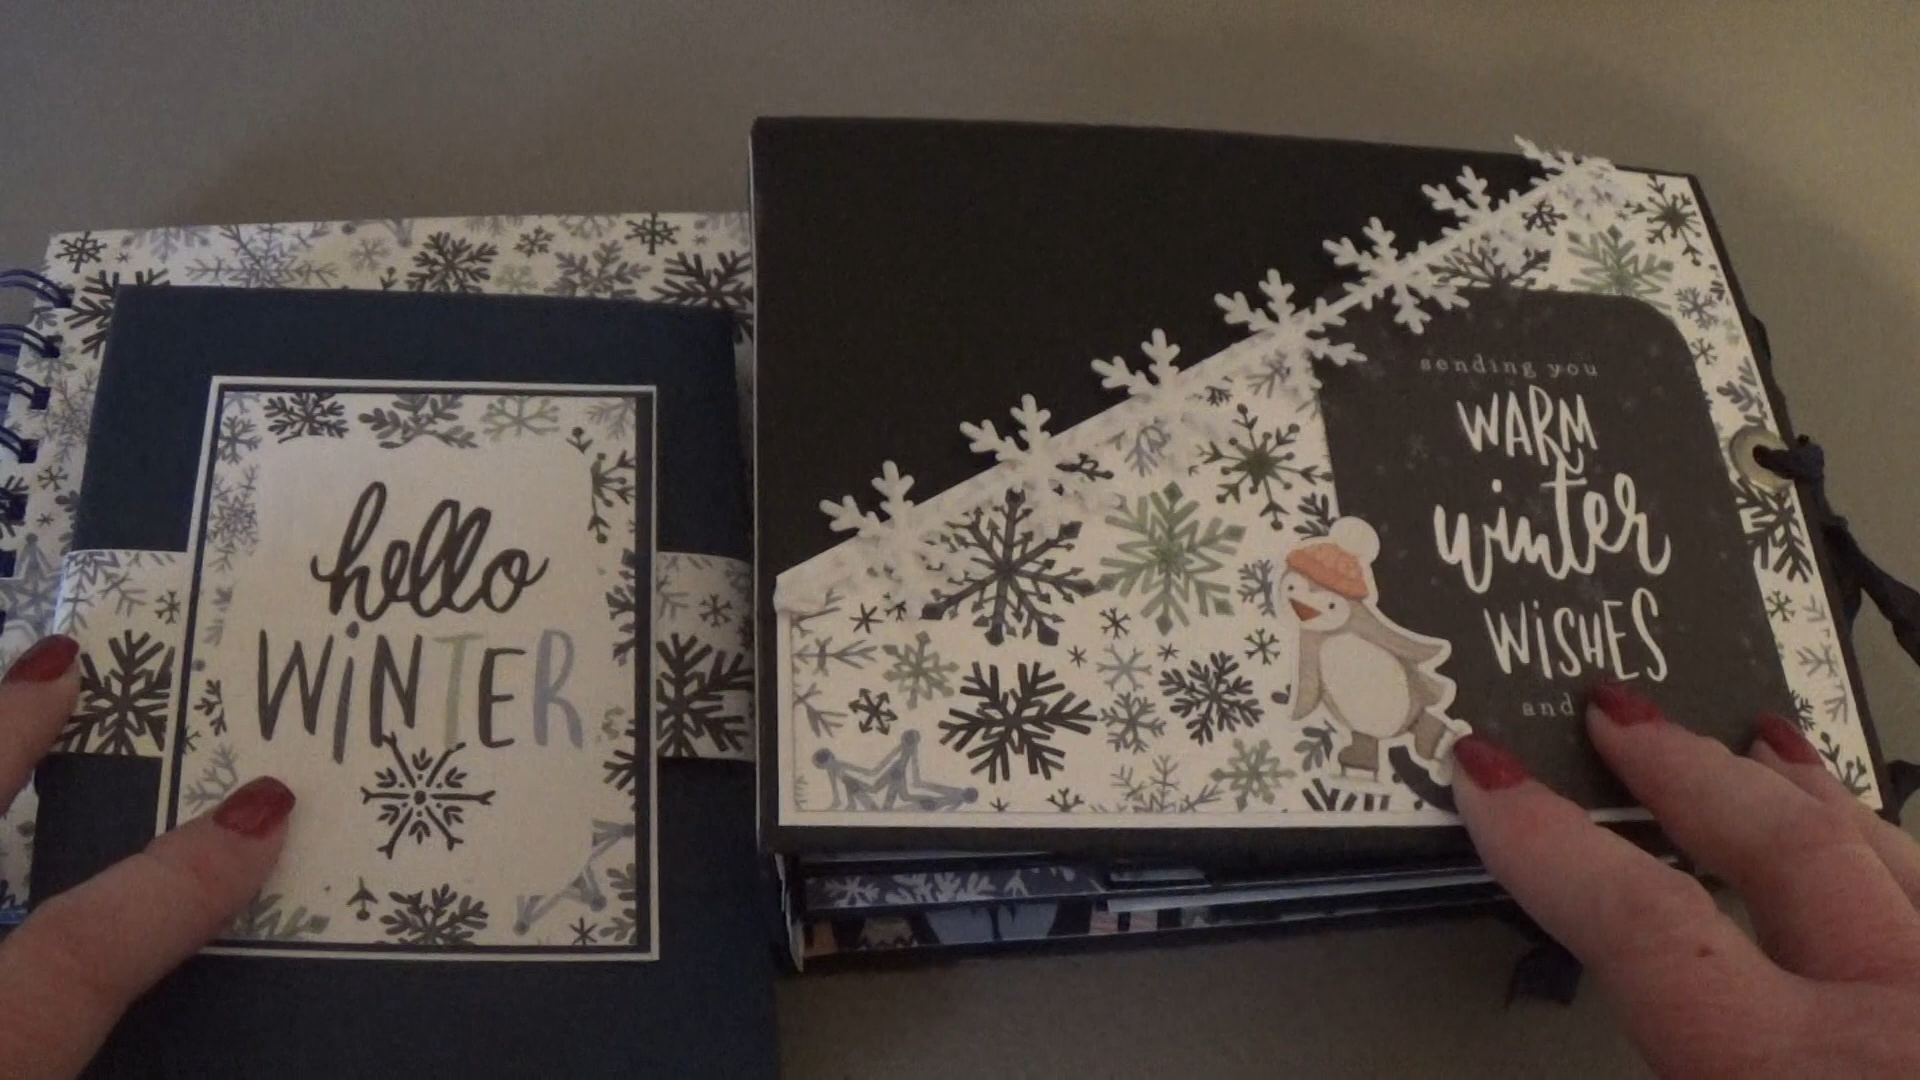 hello
WiNTER
sending you
WARM
winter
WiSHES
and